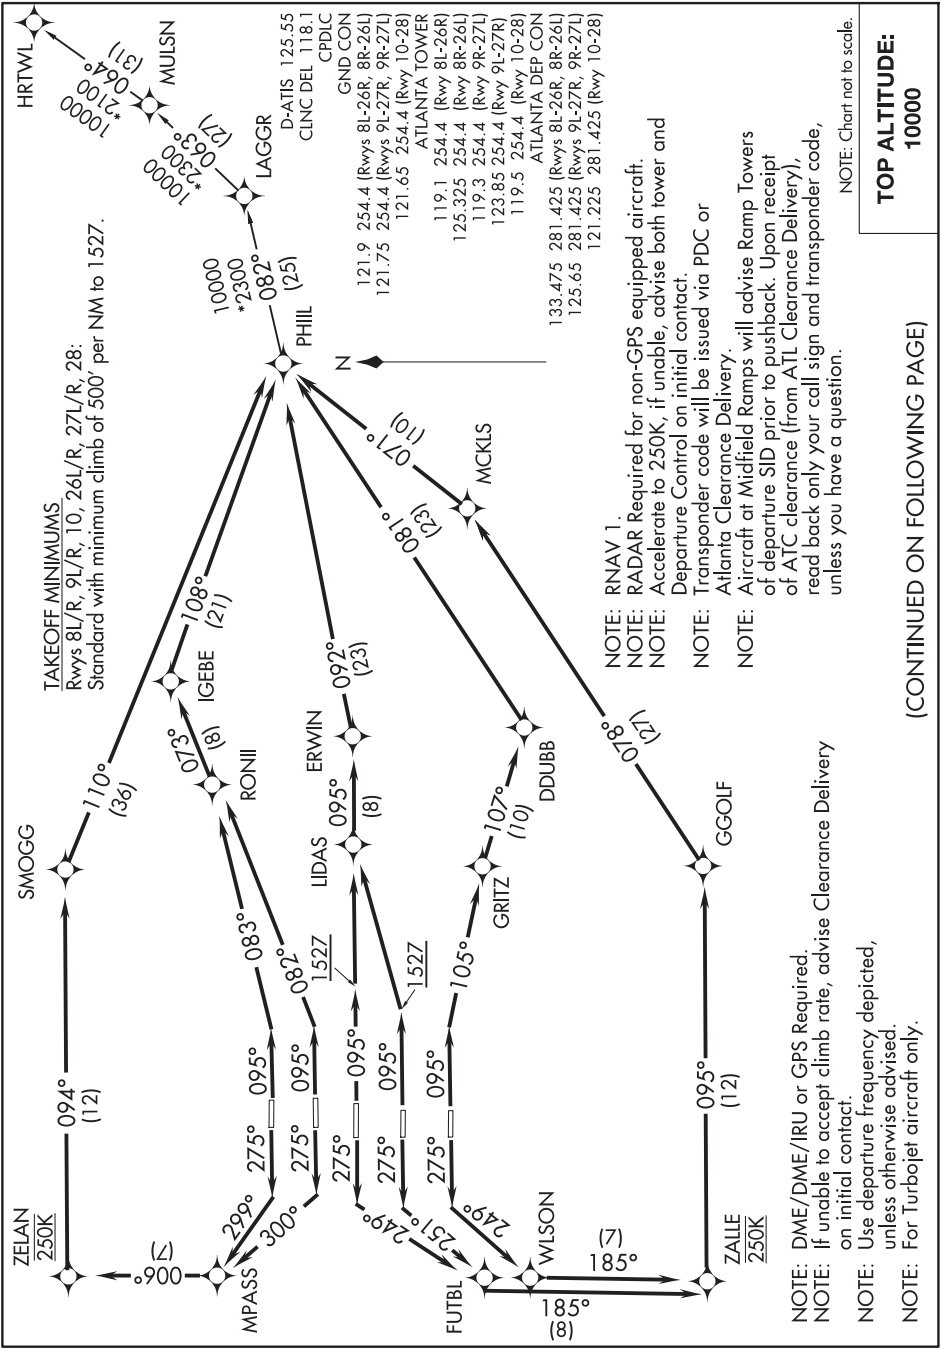 HRTWL
MULSN
LAGGR
064°
(31)
*2100
10000
063°
(27)
*2300
10000
082°
(25)
*2300
10000
PHIIL
N
D-ATIS 125.55
CLNC DEL 118.1
CPDLC
GND CON
121.9 254.4 (Rwys 8L-26R, 8R-26L)
121.75 254.4 (Rwys 9L-27R, 9R-27L)
121.65 254.4 (Rwy 10-28)
ATLANTA TOWER
119.1 254.4 (Rwy 8L-26R)
125.325 254.4 (Rwy 8R-26L)
119.3 254.4 (Rwy 9R-27L)
123.85 254.4 (Rwy 9L-27R)
119.5 254.4 (Rwy 10-28)
ATLANTA DEP CON
133.475 281.425 (Rwys 8L-26R, 8R-26L)
125.65 281.425 (Rwys 9L-27R, 9R-27L)
121.225 281.425 (Rwy 10-28)
TAKEOFF MINIMUMS
Rwys 8L/R, 9L/R, 10, 26L/R, 27L/R, 28:
Standard with minimum climb of 500' per NM to 1527.
NOTE: RNAV 1.
NOTE: RADAR Required for non-GPS equipped aircraft.
NOTE: Accelerate to 250K, if unable, advise both tower and
Departure Control on initial contact.
NOTE: Transponder code will be issued via PDC or
Atlanta Clearance Delivery.
NOTE: Aircraft at Midfield Ramps will advise Ramp Towers
of departure SID prior to pushback. Upon receipt
of ATC clearance (from ATL Clearance Delivery),
read back only your call sign and transponder code,
unless you have a question.
NOTE: Chart not to scale.
TOP ALTITUDE:
10000
SMOGG
110°
(36)
094°
(12)
ZELAN
250K
006°
(7)
MPASS
299°
300°
IGEBE
108°
(21)
RONII
073°
(8)
083°
082°
095°
275°
095°
275°
ERWIN
092°
(23)
LIDAS
095°
(8)
1527
1527
095°
275°
095°
275°
249°
251°
FUTBL
DDUBB
081°
(23)
GRITZ
107°
(10)
105°
095°
275°
249°
WLSON
185°
(7)
185°
(8)
MCKLS
071°
(10)
GGOLF
078°
(27)
095°
(12)
ZALLE
250K
NOTE: DME/DME/IRU or GPS Required.
NOTE: If unable to accept climb rate, advise Clearance Delivery
on initial contact.
NOTE: Use departure frequency depicted,
unless otherwise advised.
NOTE: For Turbojet aircraft only.
(CONTINUED ON FOLLOWING PAGE)